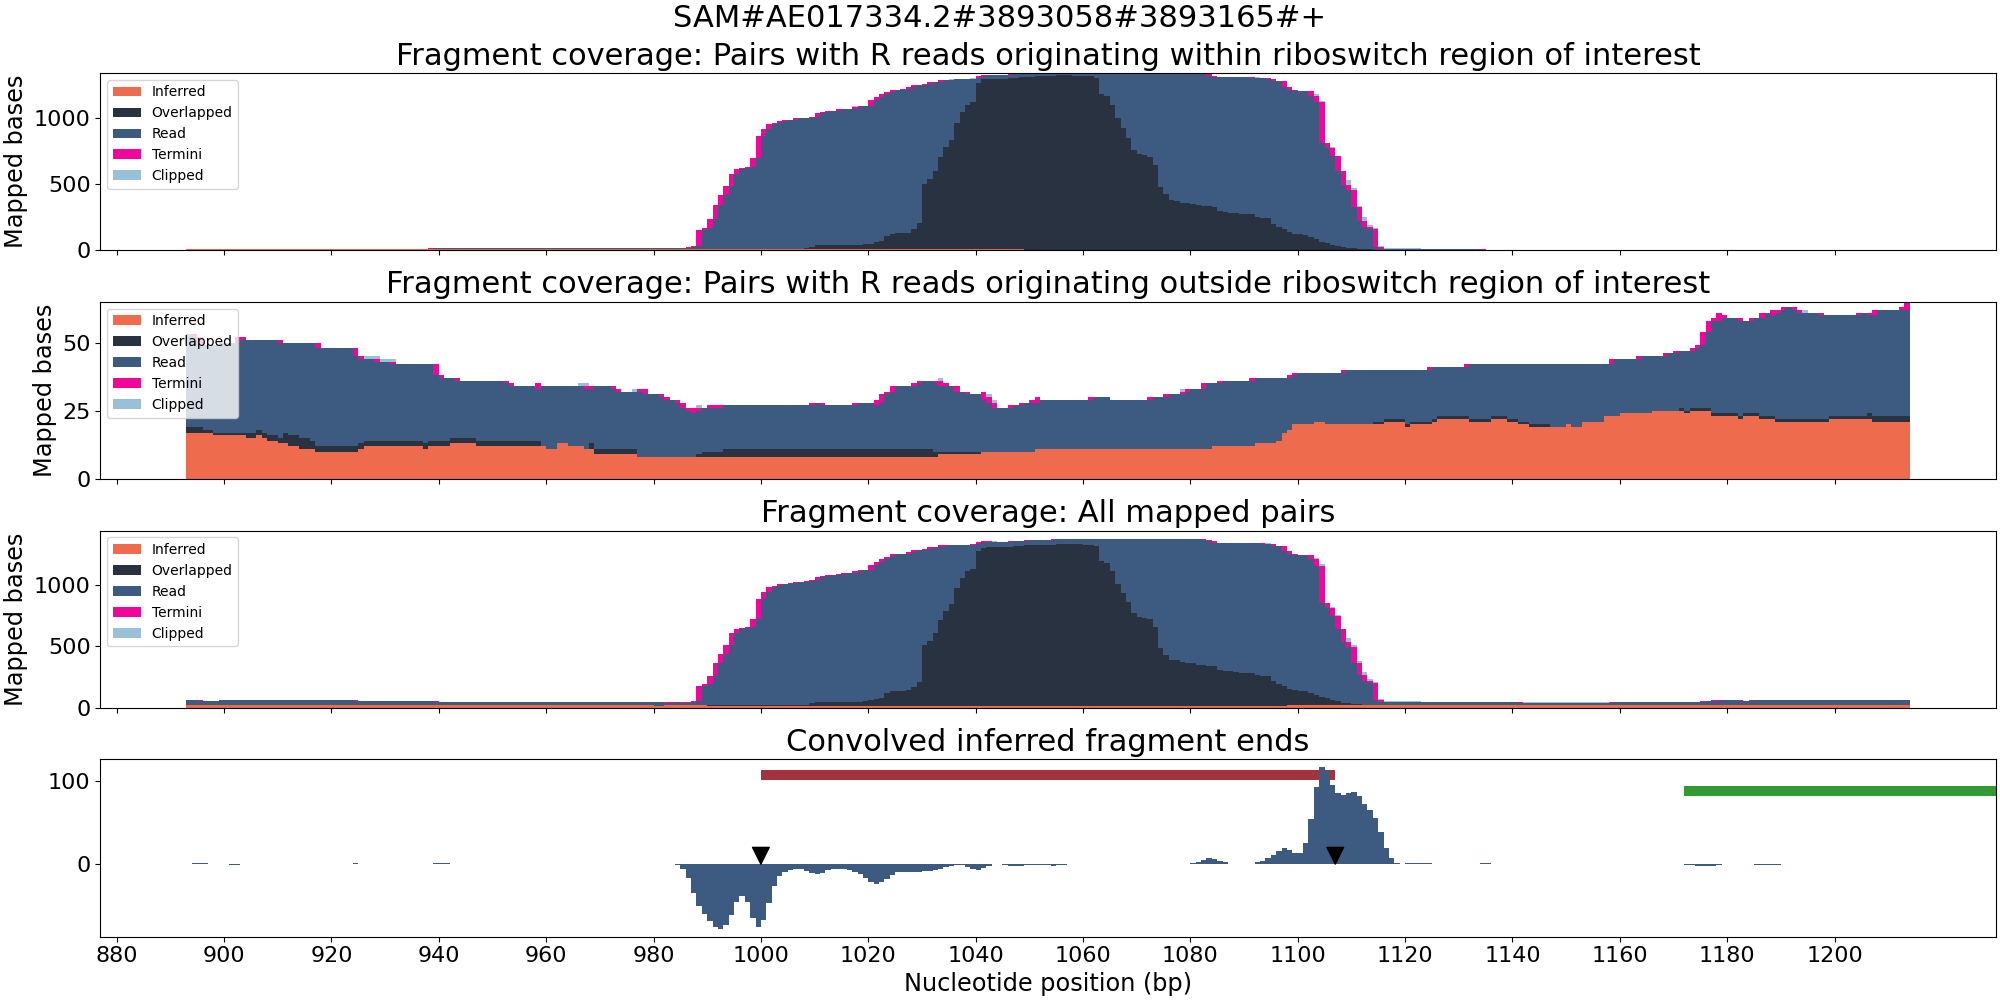 SAM#AE017334.2#3893058#3893165#+
Fragment coverage: Pairs with R reads originating within riboswitch region of interest
Mapped bases
1000
500
0
Inferred
Overlapped
Read
Termini
Clipped
Fragment coverage: Pairs with R reads originating outside riboswitch region of interest
Mapped bases
50
25
0
Inferred
Overlapped
Read
Termini
Clipped
Fragment coverage: All mapped pairs
Mapped bases
1000
500
0
Inferred
Overlapped
Read
Termini
Clipped
Convolved inferred fragment ends
100
0
880 900 920 940 960 980 1000 1020 1040 1060 1080 1100 1120 1140 1160 1180 1200
Nucleotide position (bp)